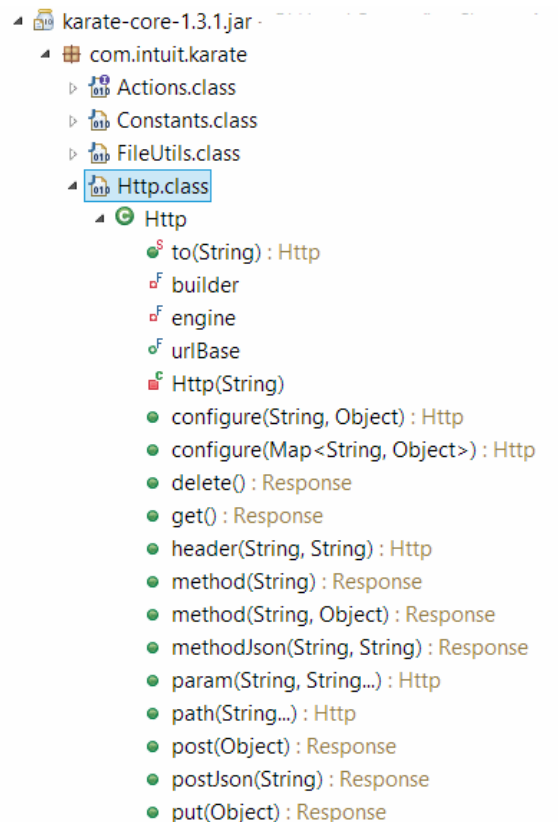 karate-core-1.3.1.jar -
com.intuit.karate
Actions.class
Constants.class
FileUtils.class
Http.class
Http
to(String) : Http
builder
engine
urlBase
Http(String)
configure(String, Object) : Http
configure(Map<String, Object>) : Http
delete() : Response
get() : Response
header(String, String) : Http
method(String) : Response
method(String, Object) : Response
methodJson(String, String) : Response
param(String, String...) : Http
path(String...) : Http
post(Object) : Response
postJson(String) : Response
put(Object) : Response